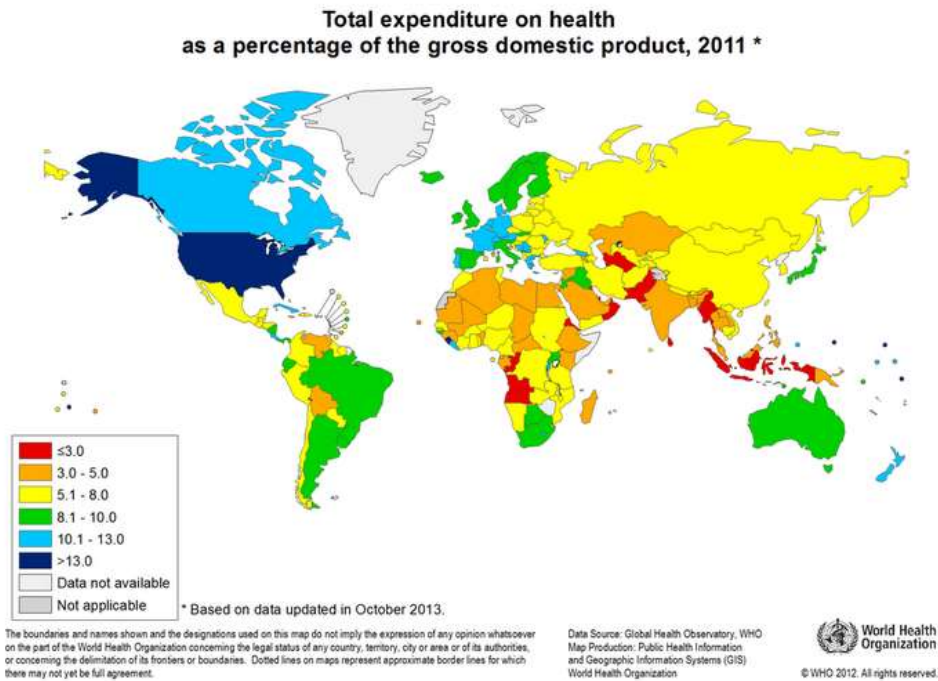 Total expenditure on health
as a percentage of the gross domestic product, 2011 *
≤3.0
3.0 - 5.0
5.1 - 8.0
8.1 - 10.0
10.1 - 13.0
>13.0
Data not available
Not applicable
* Based on data updated in October 2013.
The boundaries and names shown and the designations used on this map do not imply the expression of any opinion whatsoever
on the part of the World Health Organization concerning the legal status of any country, territory, city or area or of its authorities,
or concerning the delimitation of its frontiers or boundaries. Dotted lines on maps represent approximate border lines for which
there may not yet be full agreement.
Data Source: Global Health Observatory, WHO
Map Production: Public Health Information
and Geographic Information Systems (GIS)
World Health Organization
World Health
Organization
© WHO 2012. All rights reserved.